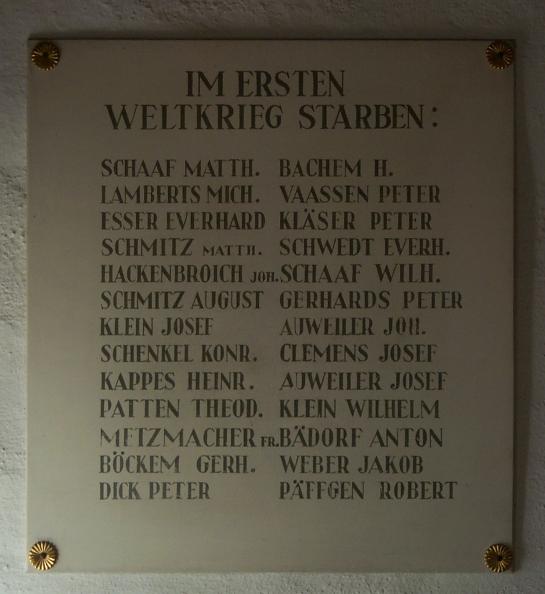 IM ERSTEN
WELTKRIEG STARBEN:
SCHAAF MATTH. BACHEM H.
LAMBERTS MICH. VAASSEN PETER
ESSER EVERHARD KLÄSER PETER
SCHMITZ MATTH. SCHWEDT EVERH.
HACKENBROICH JOH. SCHAAF WILH.
SCHMITZ AUGUST GERHARDS PETER
KLEIN JOSEF AUWEILER JOH.
SCHENKEL KONR. CLEMENS JOSEF
KAPPES HEINR. AUWEILER JOSEF
PATTEN THEOD. KLEIN WILHELM
METZMACHER FR. BÄDORF ANTON
BÖCKEM GERH. WEBER JAKOB
DICK PETER PÄFFGEN ROBERT